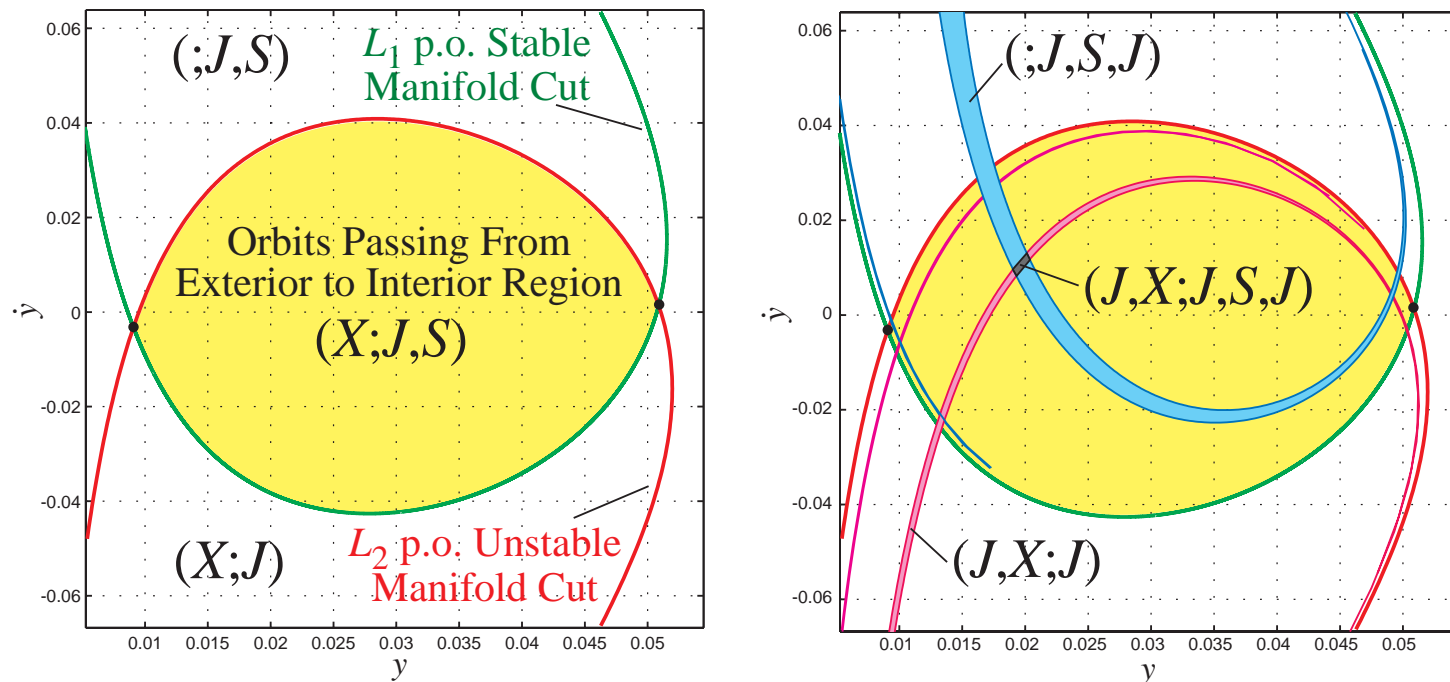 (;J,S)
L1 p.o. Stable
Manifold Cut
Orbits Passing From
Exterior to Interior Region
(X;J,S)
(X;J)
L2 p.o. Unstable
Manifold Cut
0.06
0.04
0.02
0
-0.02
-0.04
-0.06
ẏ
0.01 0.015 0.02 0.025 0.03 0.035 0.04 0.045 0.05
y
(;J,S,J)
(J,X;J,S,J)
(J,X;J)
0.06
0.04
0.02
0
-0.02
-0.04
-0.06
ẏ
0.01 0.015 0.02 0.025 0.03 0.035 0.04 0.045 0.05
y